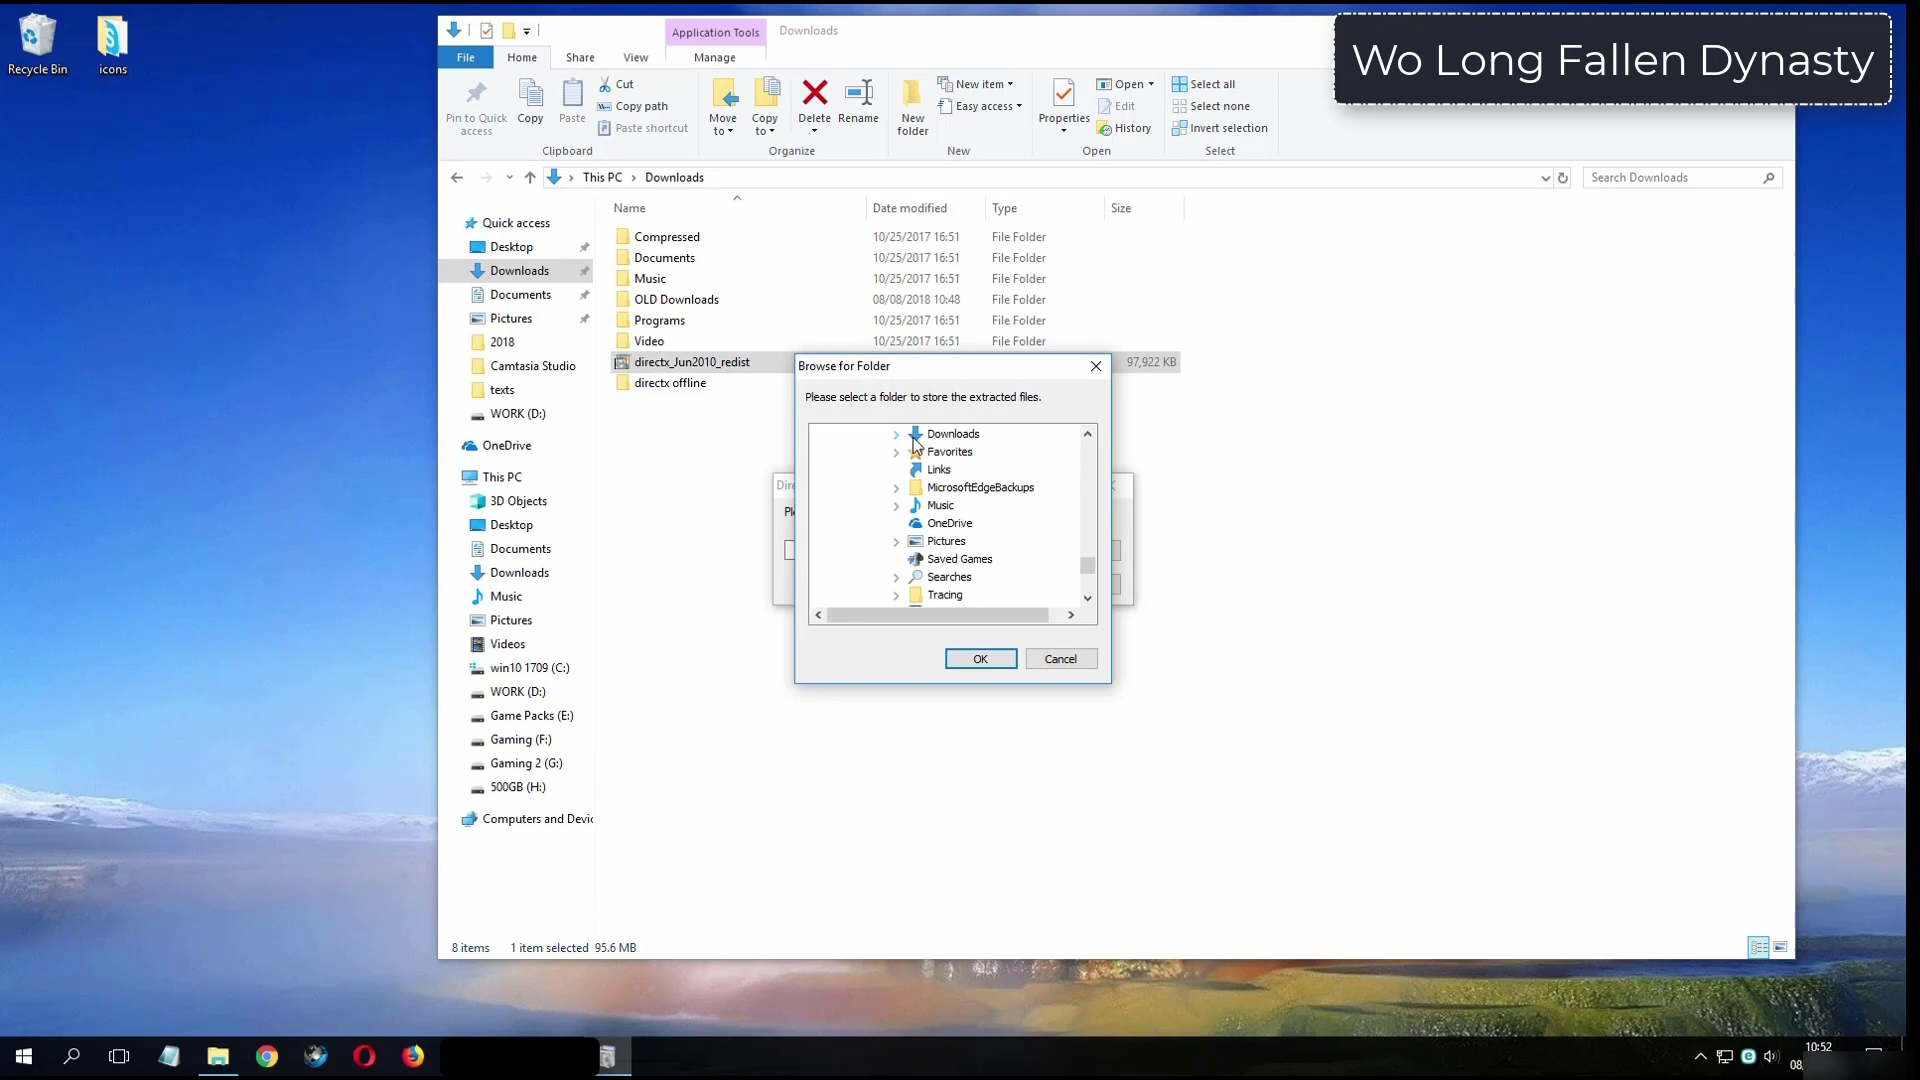 Recycle Bin
icons
Application Tools
Downloads
File
Home
Share
View
Manage
Wo Long Fallen Dynasty
Pin to Quick access
Copy
Paste
Cut
Copy path
Paste shortcut
Clipboard
Move to
Copy to
Delete
Rename
Organize
New folder
New item
Easy access
New
Properties
Open
Edit
History
Open
Select all
Select none
Invert selection
Select
This PC
Downloads
Search Downloads
Name
Date modified
Type
Size
Quick access
Desktop
Downloads
Documents
Pictures
2018
Camtasia Studio
texts
WORK (D:)
OneDrive
This PC
3D Objects
Desktop
Documents
Downloads
Music
Pictures
Videos
win10 1709 (C:)
WORK (D:)
Game Packs (E:)
Gaming (F:)
Gaming 2 (G:)
500GB (H:)
Computers and Devic
Compressed 10/25/2017 16:51 File Folder
Documents 10/25/2017 16:51 File Folder
Music 10/25/2017 16:51 File Folder
OLD Downloads 08/08/2018 10:48 File Folder
Programs 10/25/2017 16:51 File Folder
Video 10/25/2017 16:51 File Folder
directx_Jun2010_redist 97,922 KB
directx offline
Browse for Folder
Please select a folder to store the extracted files.
Downloads
Favorites
Links
MicrosoftEdgeBackups
Music
OneDrive
Pictures
Saved Games
Searches
Tracing
OK
Cancel
8 items
1 item selected 95.6 MB
10:52